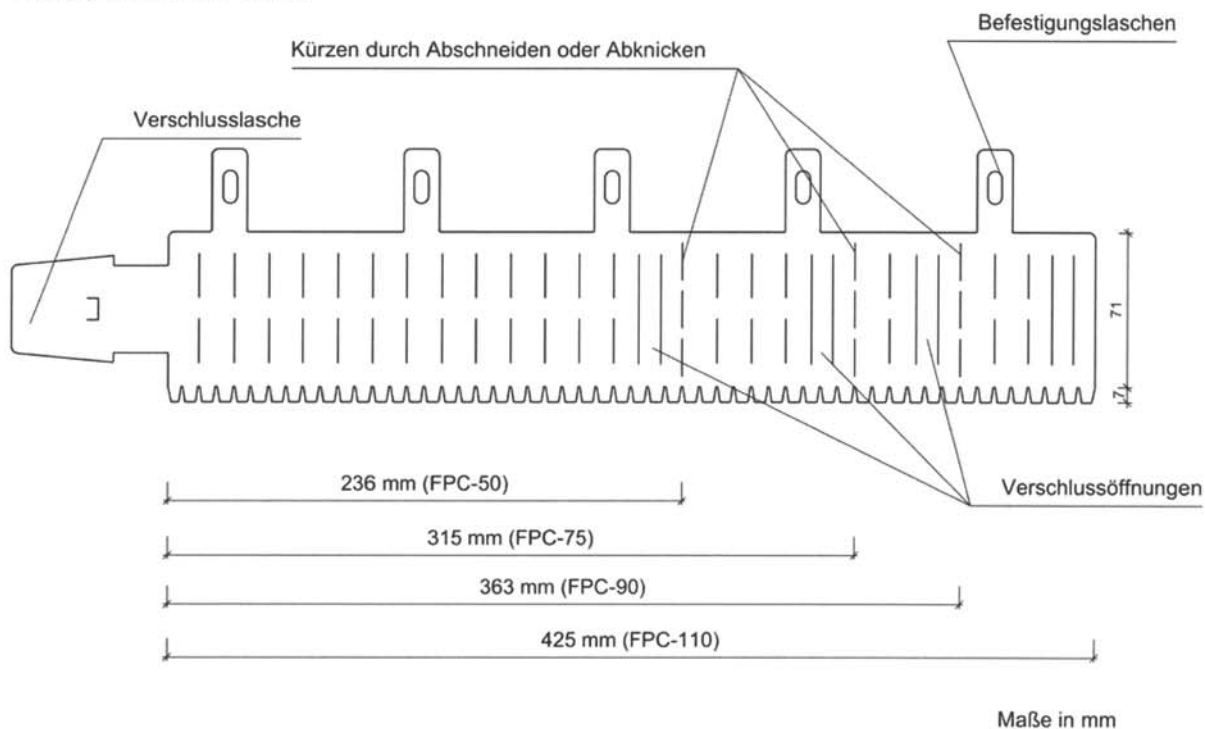 Befestigungslaschen
Kürzen durch Abschneiden oder Abknicken
Verschlusslasche
71
7
236 mm (FPC-50)
Verschlussöffnungen
315 mm (FPC-75)
363 mm (FPC-90)
425 mm (FPC-110)
Maße in mm